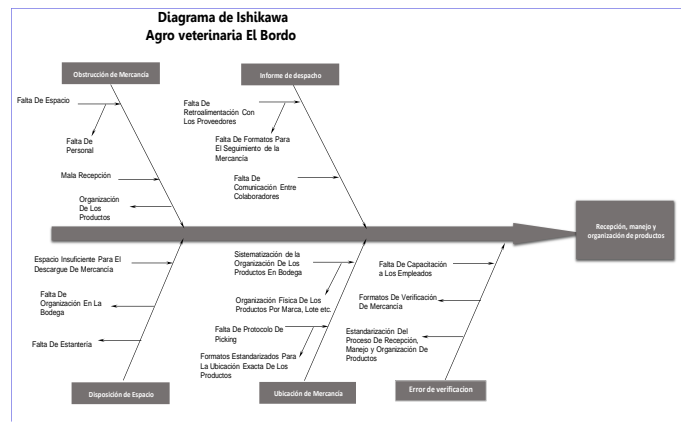 Diagrama de Ishikawa
Agro veterinaria El Bordo
Obstrucción de Mercancía
Informe de despacho
Falta De Espacio
Falta De
Personal
Mala Recepción
Organización
De Los
Productos
Falta De
Retroalimentación Con
Los Proveedores
Falta De Formatos Para
El Seguimiento de la
Mercancía
Falta De
Comunicación Entre
Colaboradores
Recepción, manejo y
organización de productos
Espacio Insuficiente Para El
Descargue De Mercancía
Falta De
Organización En La
Bodega
Falta De Estantería
Sistematización de la
Organización De Los
Productos En Bodega
Organización Física De Los
Productos Por Marca, Lote etc.
Falta De Protocolo De
Picking
Formatos Estandarizados Para
La Ubicación Exacta De Los
Productos
Falta De Capacitación
a Los Empleados
Formatos De Verificación
De Mercancía
Estandarización Del
Proceso De Recepción,
Manejo y Organización De
Productos
Disposición de Espacio
Ubicación de Mercancía
Error de verificacion